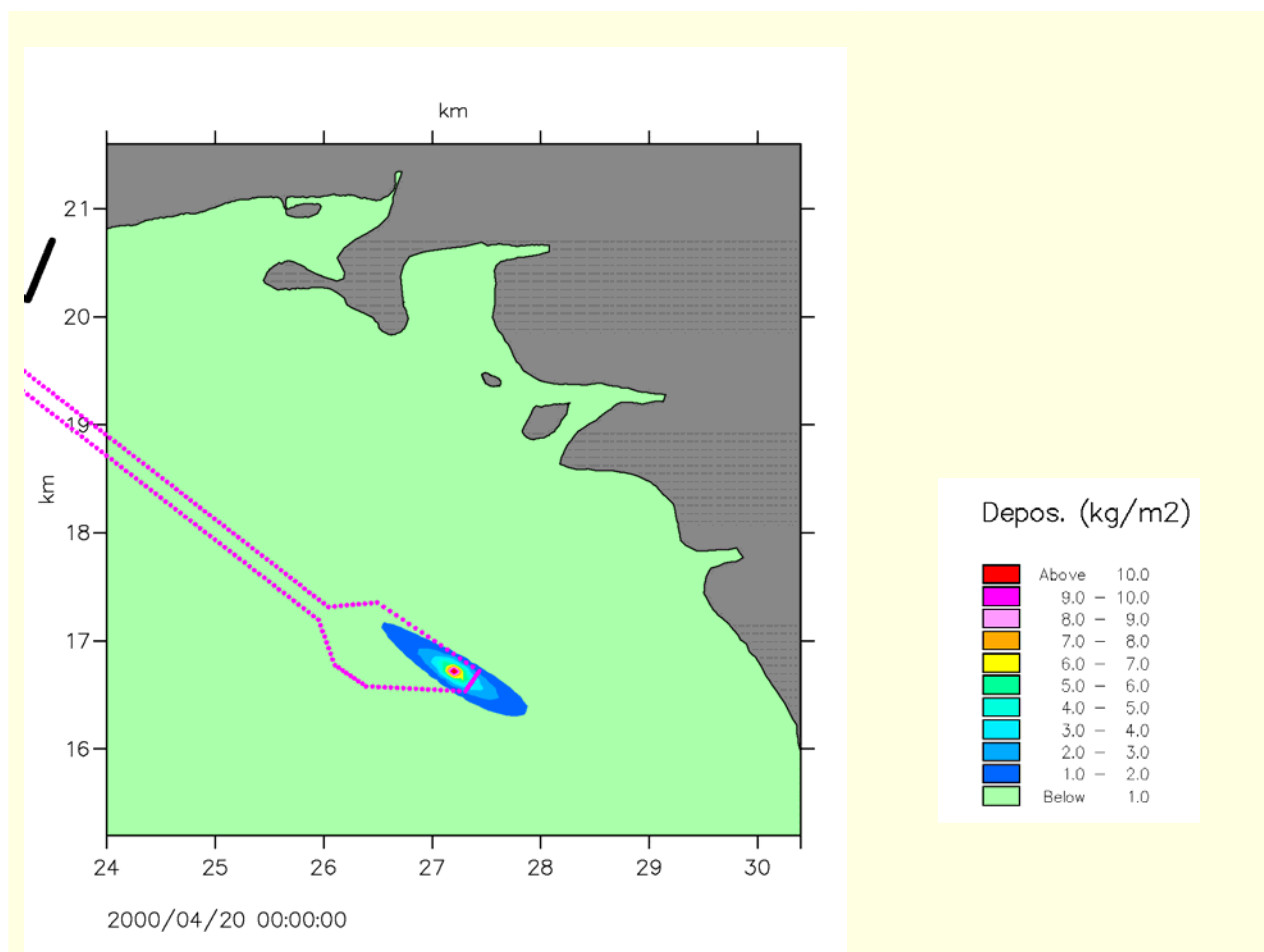 km
21
20
19
18
17
16
km
24 25 26 27 28 29 30
2000/04/20 00:00:00
Depos. (kg/m2)
Above 10.0
9.0 - 10.0
8.0 - 9.0
7.0 - 8.0
6.0 - 7.0
5.0 - 6.0
4.0 - 5.0
3.0 - 4.0
2.0 - 3.0
1.0 - 2.0
Below 1.0